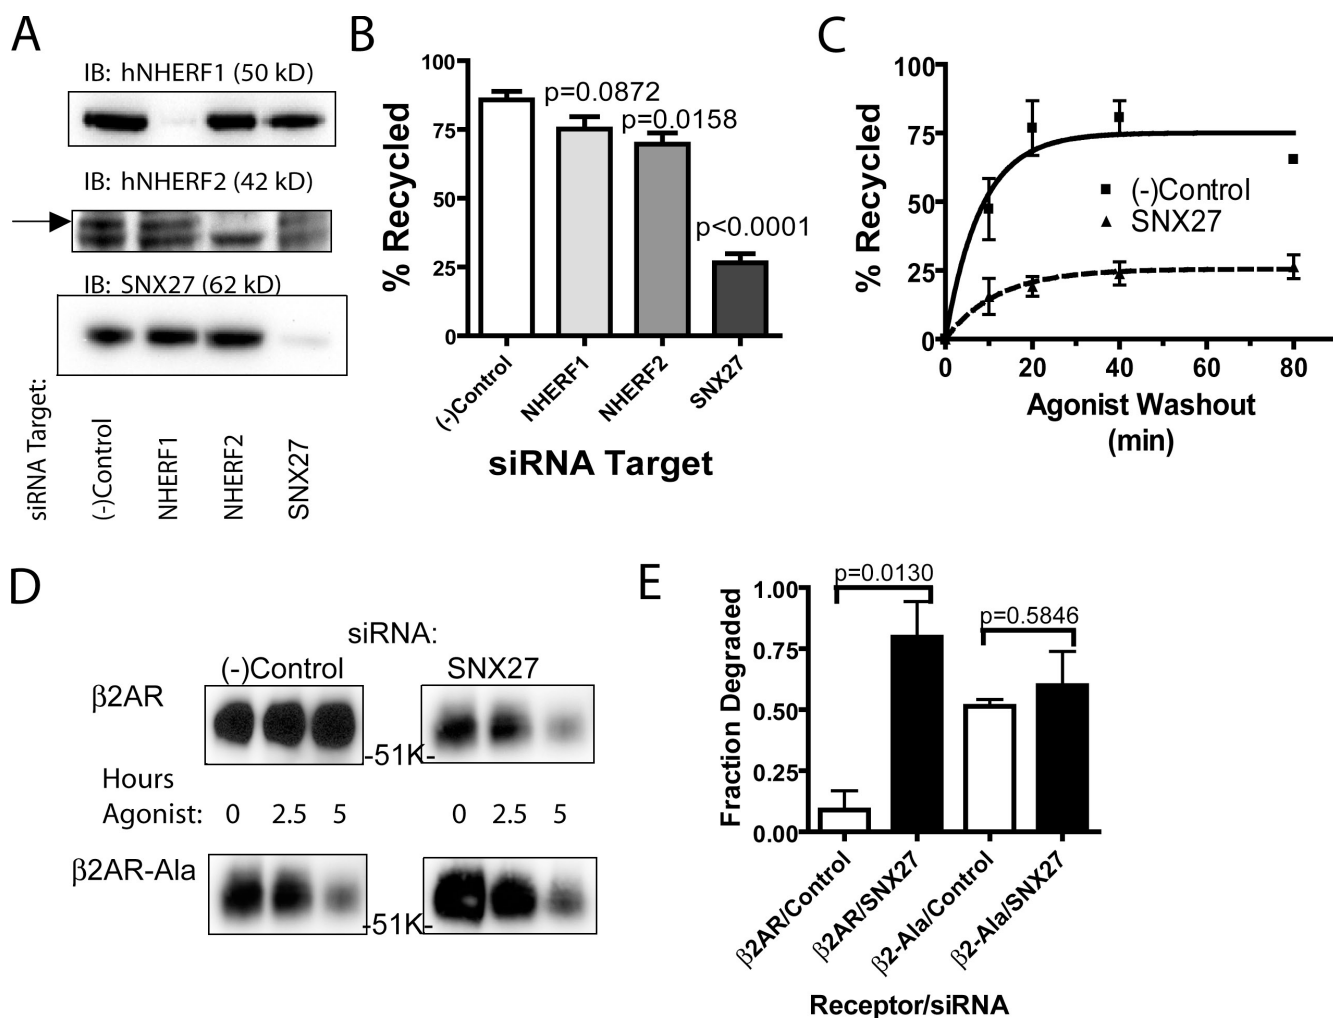 A
IB: hNHERF1 (50 kD)
IB: hNHERF2 (42 kD)
IB: SNX27 (62 kD)
siRNA Target:
(-)Control
NHERF1
NHERF2
SNX27
B
% Recycled
100
75
50
25
0
p=0.0872
p=0.0158
p<0.0001
(-)Control
NHERF1
NHERF2
SNX27
siRNA Target
C
% Recycled
100
75
50
25
0
(-)Control
SNX27
0 20 40 60 80
Agonist Washout
(min)
D
siRNA:
(-)Control SNX27
β2AR
-51K-
Hours
Agonist: 0 2.5 5 0 2.5 5
β2AR-Ala
-51K-
E
Fraction Degraded
1.00
0.75
0.50
0.25
0.00
p=0.0130
p=0.5846
β2AR/Control
β2AR/SNX27
β2-Ala/Control
β2-Ala/SNX27
Receptor/siRNA